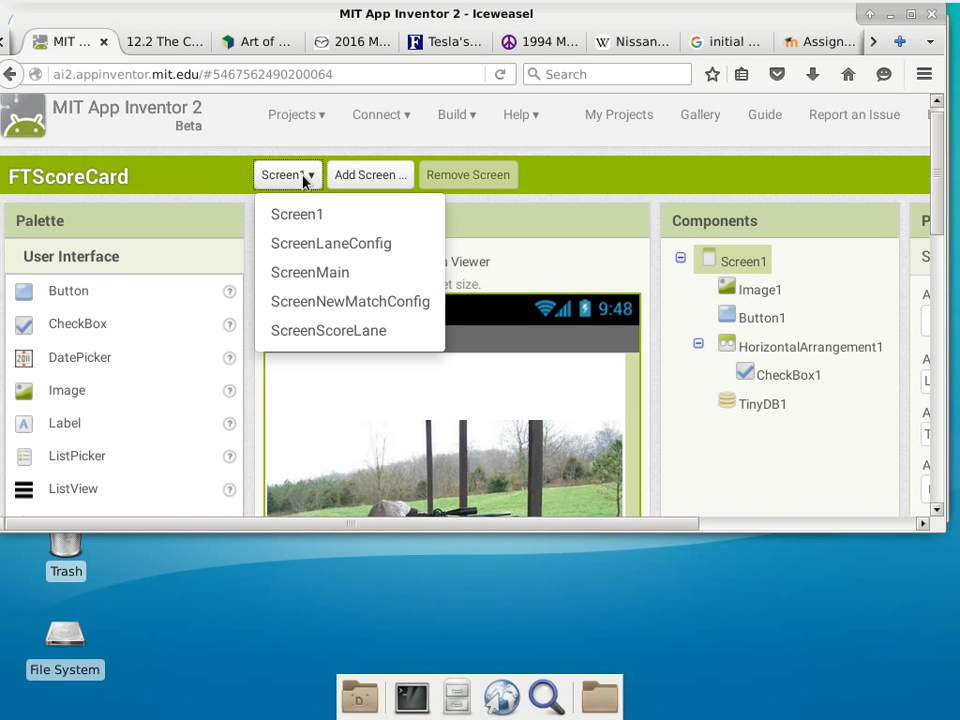 MIT App Inventor 2 - Iceweasel
MIT ...
12.2 The C...
Art of ...
2016 M...
Tesla's...
1994 M...
Nissan...
initial ...
Assign...
ai2.appinventor.mit.edu/#5467562490200064
Search
MIT App Inventor 2
Beta
Projects
Connect
Build
Help
My Projects
Gallery
Guide
Report an Issue
FTScoreCard
Screen1
Add Screen ...
Remove Screen
Screen1
ScreenLaneConfig
ScreenMain
ScreenNewMatchConfig
ScreenScoreLane
Palette
User Interface
Button
CheckBox
DatePicker
Image
Label
ListPicker
ListView
Viewer
et size.
9:48
Components
Screen1
Image1
Button1
HorizontalArrangement1
CheckBox1
TinyDB1
Trash
File System